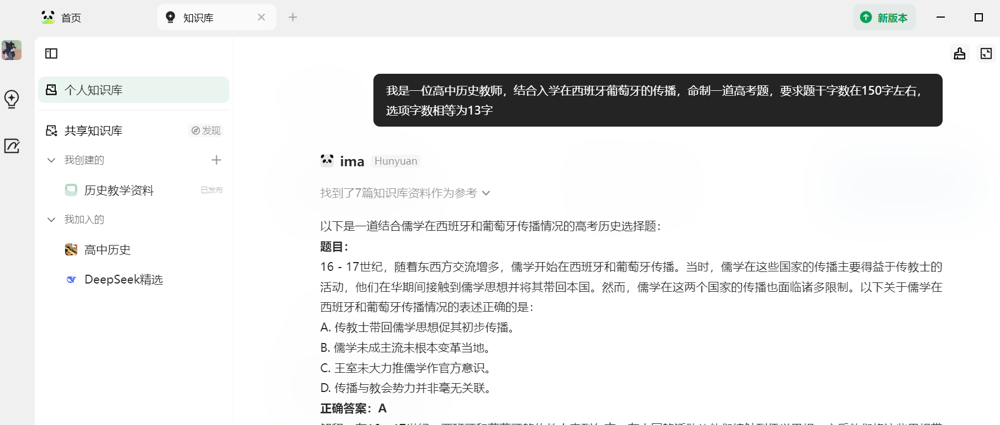 首页
知识库
新版本
个人知识库
共享知识库
发现
我创建的
历史教学资料
已发布
我加入的
高中历史
DeepSeek精选
我是一位高中历史教师，结合入学在西班牙葡萄牙的传播，命制一道高考题，要求题干字数在150字左右，
选项字数相等为13字
ima Hunyuan
找到了7篇知识库资料作为参考
以下是一道结合儒学在西班牙和葡萄牙传播情况的高考历史选择题：
题目：
16 - 17世纪，随着东西方交流增多，儒学开始在西班牙和葡萄牙传播。当时，儒学在这些国家的传播主要得益于传教士的
活动，他们在华期间接触到儒学思想并将其带回本国。然而，儒学在这两个国家的传播也面临诸多限制。以下关于儒学在
西班牙和葡萄牙传播情况的表述正确的是：
A. 传教士带回儒学思想促其初步传播。
B. 儒学未成主流未根本变革当地。
C. 王室未大力推儒学作官方意识。
D. 传播与教会势力并非毫无关联。
正确答案：A